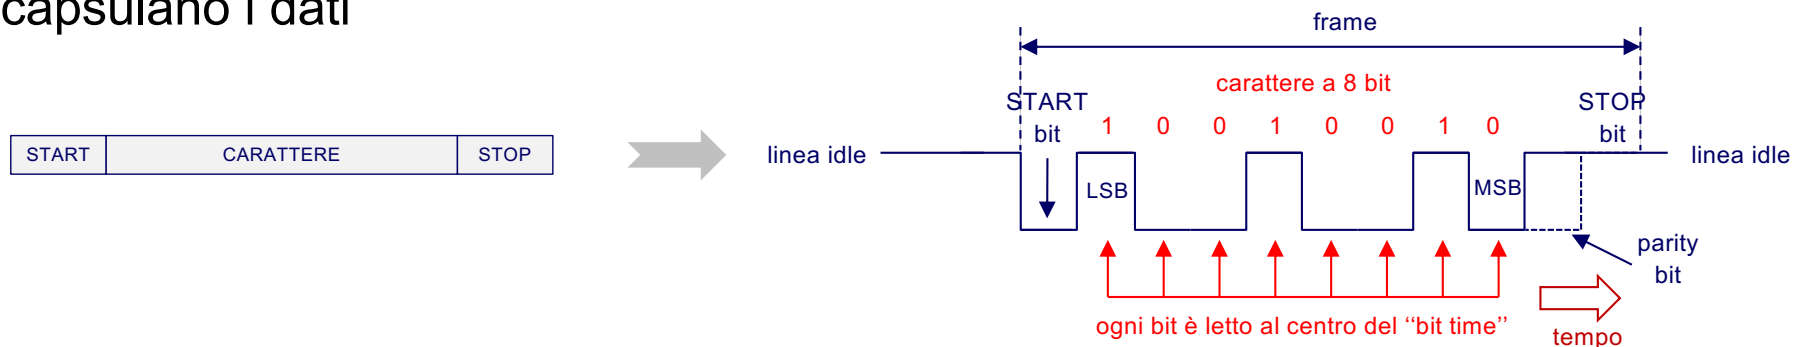 capsulano i dati
START CARATTERE STOP
frame
carattere a 8 bit
START
bit
1 0 0 1 0 0 1 0
STOP
bit
linea idle
linea idle
LSB
MSB
parity
bit
ogni bit è letto al centro del ‘‘bit time’’
tempo